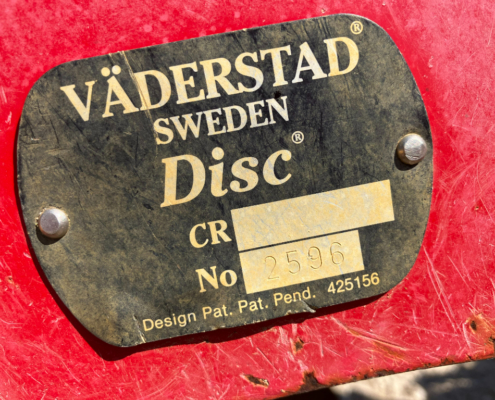 VÄDERSTAD®
SWEDEN
Disc®
CR
No 2596
Design Pat. Pat. Pend. 425156